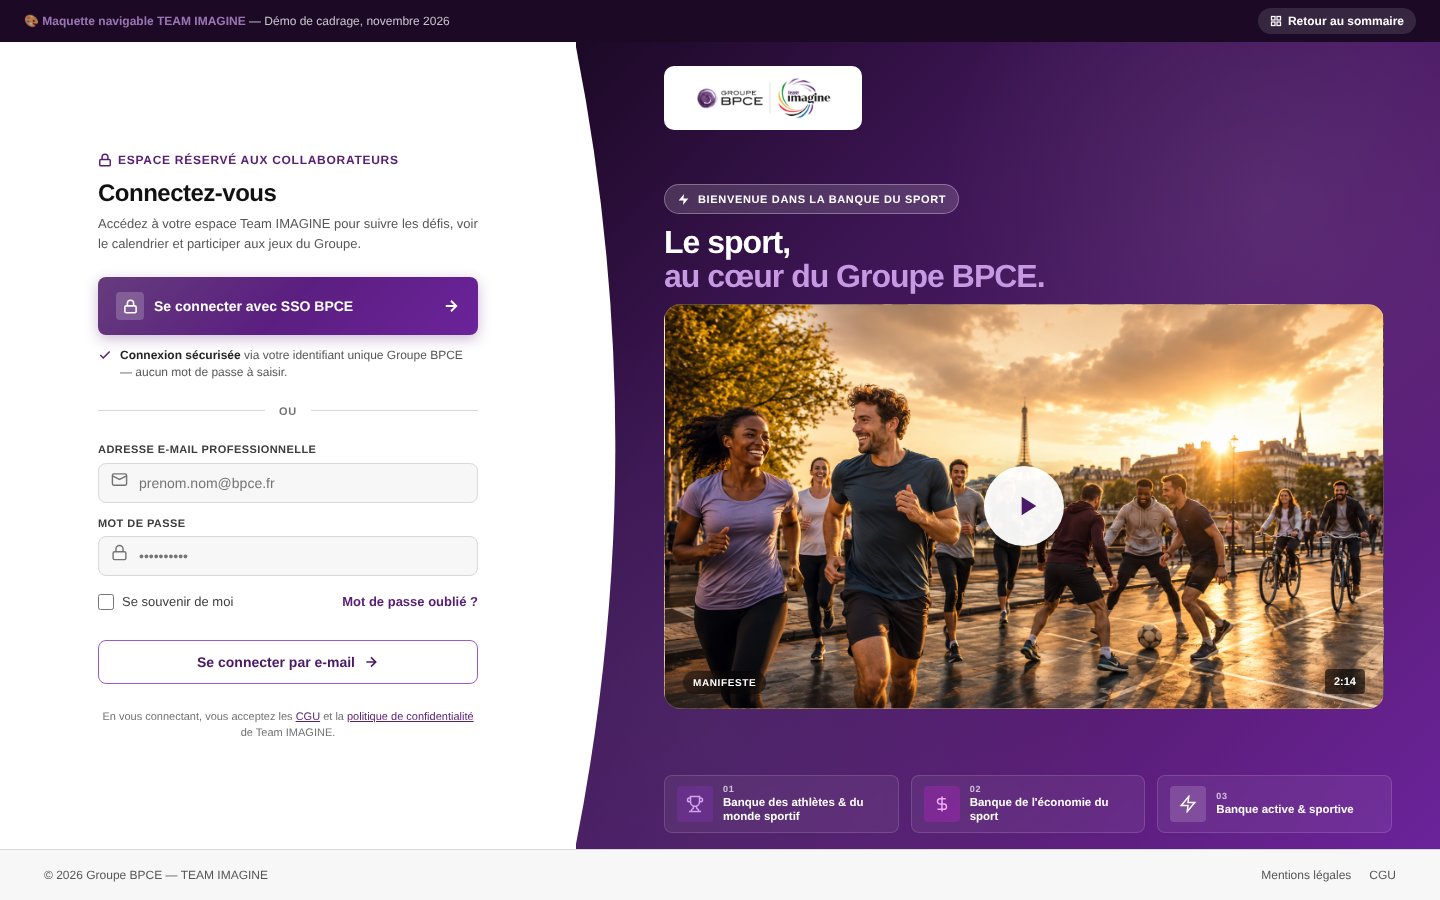 🎨 Maquette navigable TEAM IMAGINE — Démo de cadrage, novembre 2026
Retour au sommaire
ESPACE RÉSERVÉ AUX COLLABORATEURS
Connectez-vous
Accédez à votre espace Team IMAGINE pour suivre les défis, voir
le calendrier et participer aux jeux du Groupe.
Se connecter avec SSO BPCE
Connexion sécurisée via votre identifiant unique Groupe BPCE
— aucun mot de passe à saisir.
OU
ADRESSE E-MAIL PROFESSIONNELLE
prenom.nom@bpce.fr
MOT DE PASSE
••••••••••
Se souvenir de moi
Mot de passe oublié ?
Se connecter par e-mail
En vous connectant, vous acceptez les CGU et la politique de confidentialité
de Team IMAGINE.
GROUPE
BPCE
TEAM
imagine
BIENVENUE DANS LA BANQUE DU SPORT
Le sport,
au cœur du Groupe BPCE.
MANIFESTE
2:14
01
Banque des athlètes & du
monde sportif
02
Banque de l'économie du
sport
03
Banque active & sportive
© 2026 Groupe BPCE — TEAM IMAGINE
Mentions légales
CGU